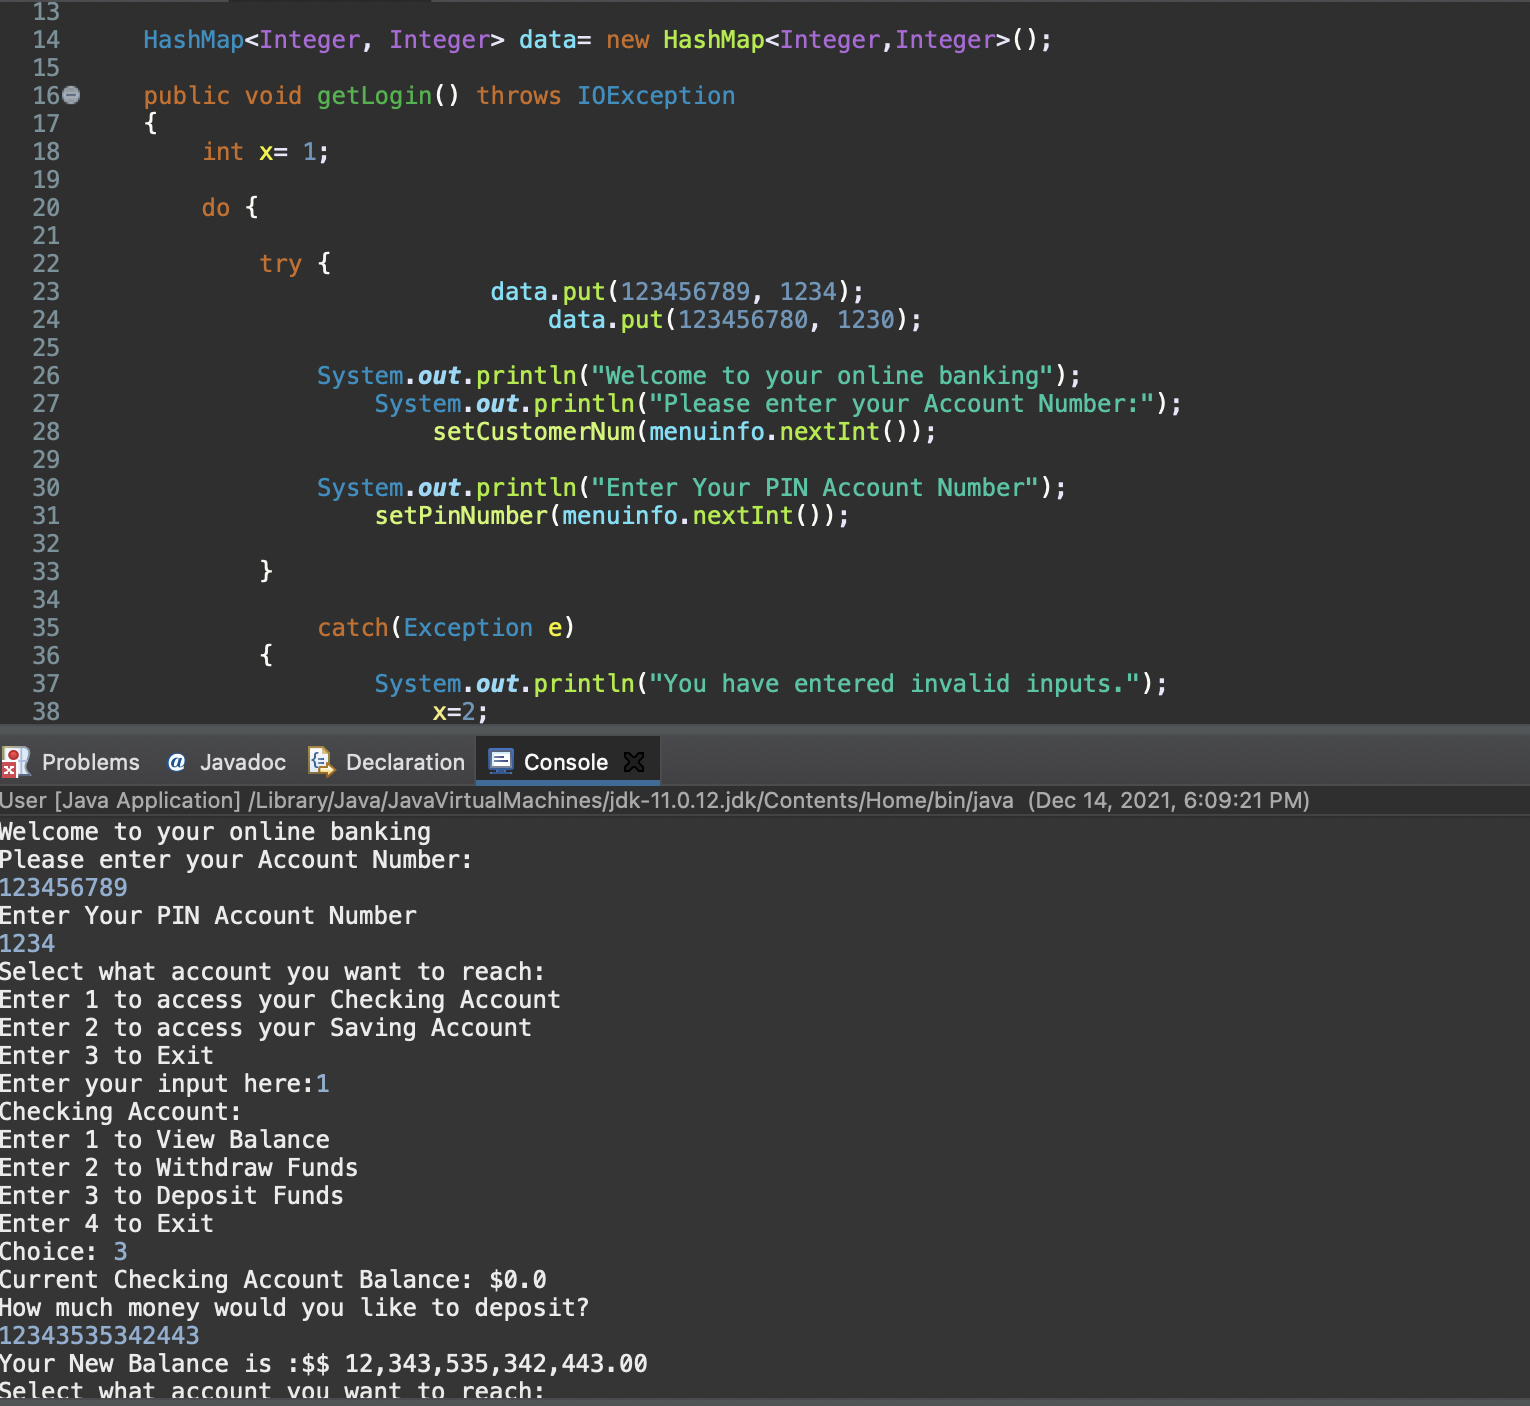 13
14 HashMap<Integer, Integer> data= new HashMap<Integer,Integer>();
15
16 public void getLogin() throws IOException
17 {
18 int x= 1;
19
20 do {
21
22 try {
23 data.put(123456789, 1234);
24 data.put(123456780, 1230);
25
26 System.out.println("Welcome to your online banking");
27 System.out.println("Please enter your Account Number:");
28 setCustomerNum(menuinfo.nextInt());
29
30 System.out.println("Enter Your PIN Account Number");
31 setPinNumber(menuinfo.nextInt());
32
33 }
34
35 catch(Exception e)
36 {
37 System.out.println("You have entered invalid inputs.");
38 x=2;
Problems @ Javadoc Declaration Console
User [Java Application] /Library/Java/JavaVirtualMachines/jdk-11.0.12.jdk/Contents/Home/bin/java (Dec 14, 2021, 6:09:21 PM)
Welcome to your online banking
Please enter your Account Number:
123456789
Enter Your PIN Account Number
1234
Select what account you want to reach:
Enter 1 to access your Checking Account
Enter 2 to access your Saving Account
Enter 3 to Exit
Enter your input here:1
Checking Account:
Enter 1 to View Balance
Enter 2 to Withdraw Funds
Enter 3 to Deposit Funds
Enter 4 to Exit
Choice: 3
Current Checking Account Balance: $0.0
How much money would you like to deposit?
12343535342443
Your New Balance is :$$ 12,343,535,342,443.00
Select what account you want to reach: